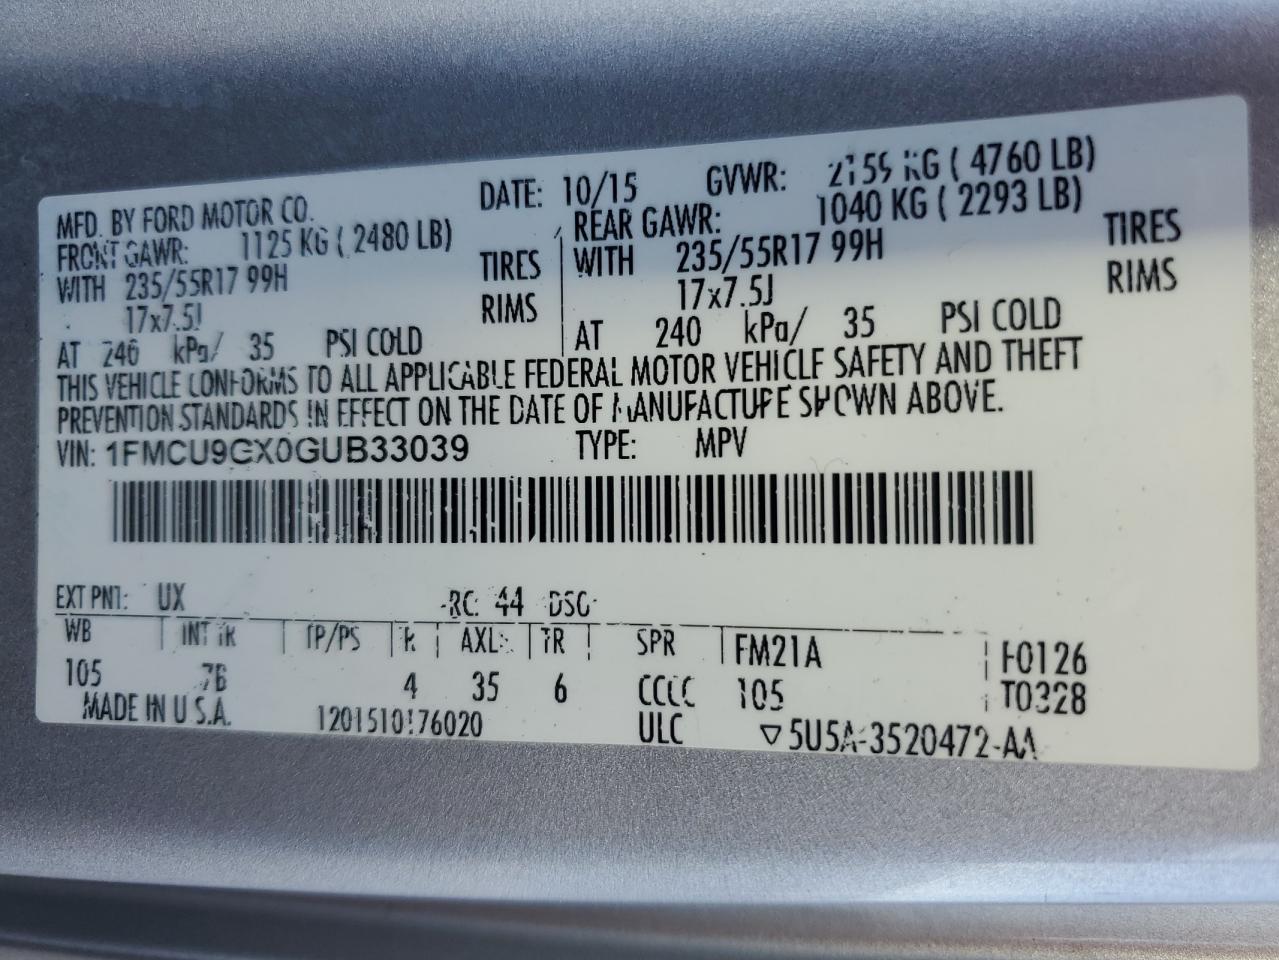 MFD. BY FORD MOTOR CO. DATE: 10/15 GVWR: 2159 KG ( 4760 LB)
FRONT GAWR: 1125 KG ( 2480 LB) REAR GAWR: 1040 KG ( 2293 LB)
WITH 235/55R17 99H TIRES WITH 235/55R17 99H TIRES
17x7.5J RIMS 17x7.5J RIMS
AT 240 kPa/ 35 PSI COLD AT 240 kPa/ 35 PSI COLD
THIS VEHICLE CONFORMS TO ALL APPLICABLE FEDERAL MOTOR VEHICLE SAFETY AND THEFT
PREVENTION STANDARDS IN EFFECT ON THE DATE OF MANUFACTURE SHOWN ABOVE.
VIN: 1FMCU9GX0GUB33039 TYPE: MPV
EXT PNT: UX RC: 44 DSO:
WB INT TR TP/PS R AXLE TR SPR FM21A F0126
105 7B 4 35 6 CCCC 105 T0328
MADE IN U.S.A. 1201510176020 ULC ▽5U5A-3520472-AA